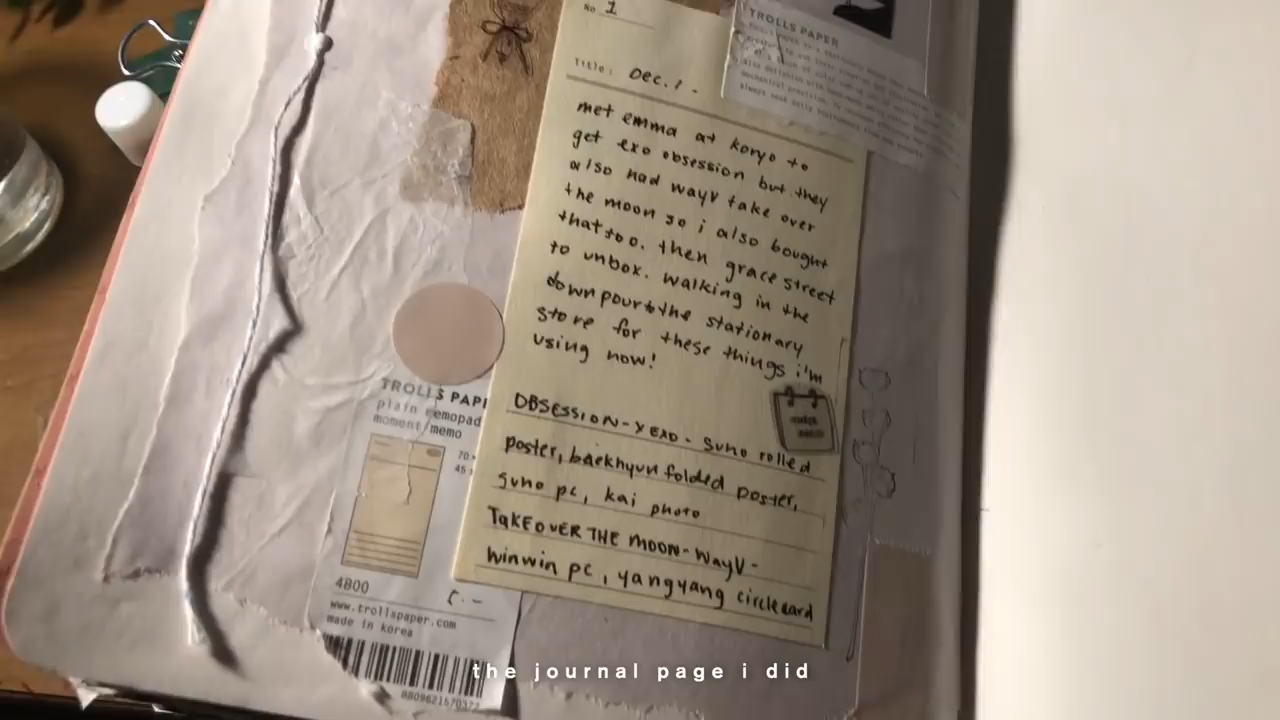 No 1
TROLLS PAPER
Title: Dec. 1.
met emma at koryo to
get exo obsession but they
also had wayv take over
the moon so i also bought
that too. then grace street
to unbox. walking in the
downpour to the stationary
store for these things i'm
using now!
OBSESSION - X EXO - Suho rolled
poster, baekhyun folded poster,
Suho pc, kai photo
TAKEOVER THE MOON - WayV -
winwin pc, yangyang circle card
TROLLS PAP
plain memopad
moment memo
70
45
4800
www.trollspaper.com
made in korea
the journal page i did